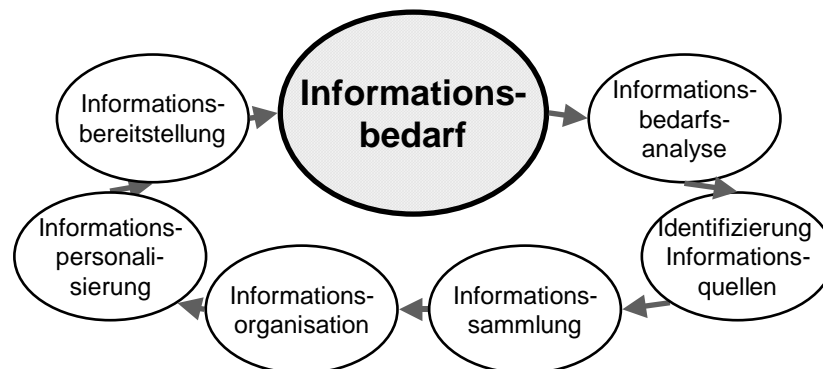 Informations-
bedarf
Informations-
bedarfs-
analyse
Identifizierung
Informations-
quellen
Informations-
sammlung
Informations-
organisation
Informations-
personali-
sierung
Informations-
bereitstellung